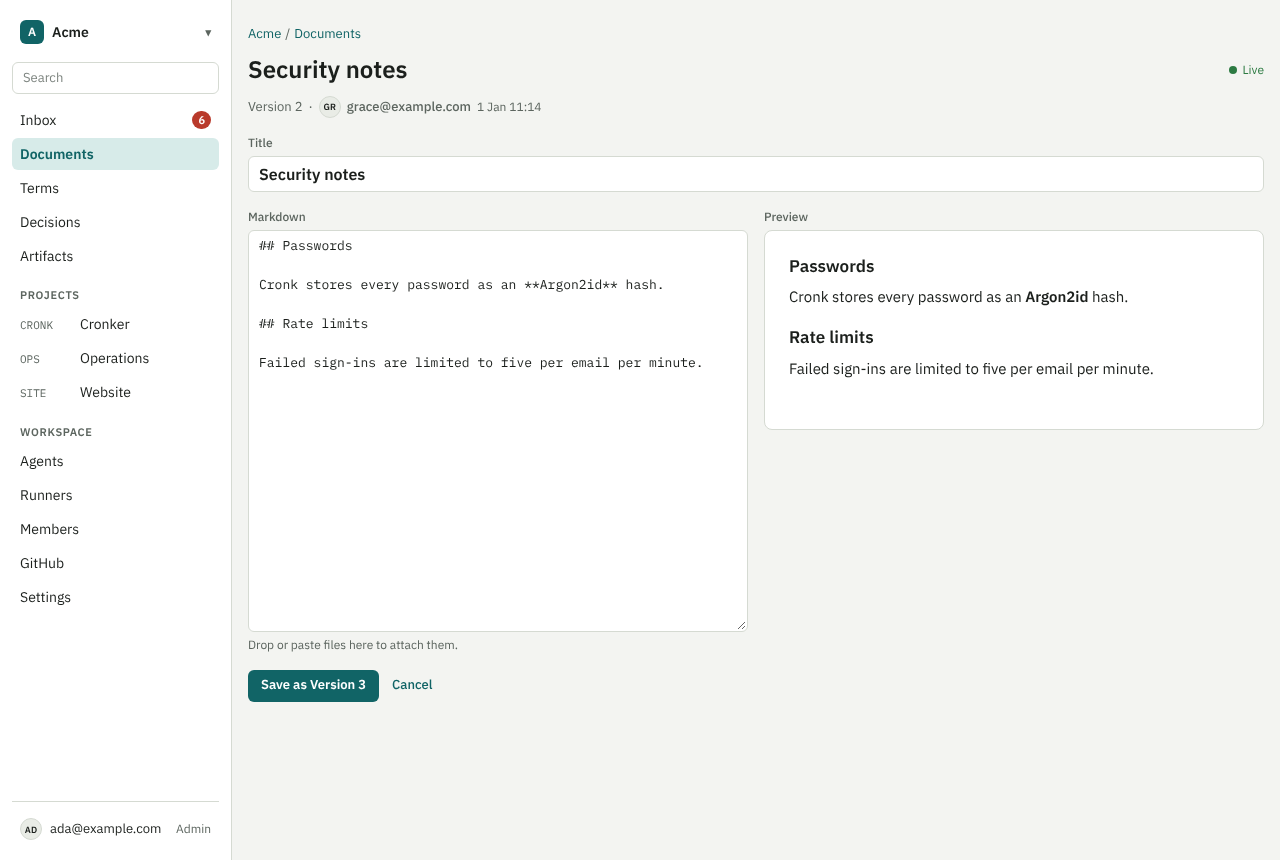 A Acme ▾
Search
Inbox 6
Documents
Terms
Decisions
Artifacts
PROJECTS
CRONK Cronker
OPS Operations
SITE Website
WORKSPACE
Agents
Runners
Members
GitHub
Settings
AD ada@example.com Admin
Acme / Documents
Security notes
Live
Version 2 · GR grace@example.com 1 Jan 11:14
Title
Security notes
Markdown
## Passwords
Cronk stores every password as an **Argon2id** hash.
## Rate limits
Failed sign-ins are limited to five per email per minute.
Drop or paste files here to attach them.
Save as Version 3 Cancel
Preview
Passwords
Cronk stores every password as an Argon2id hash.
Rate limits
Failed sign-ins are limited to five per email per minute.